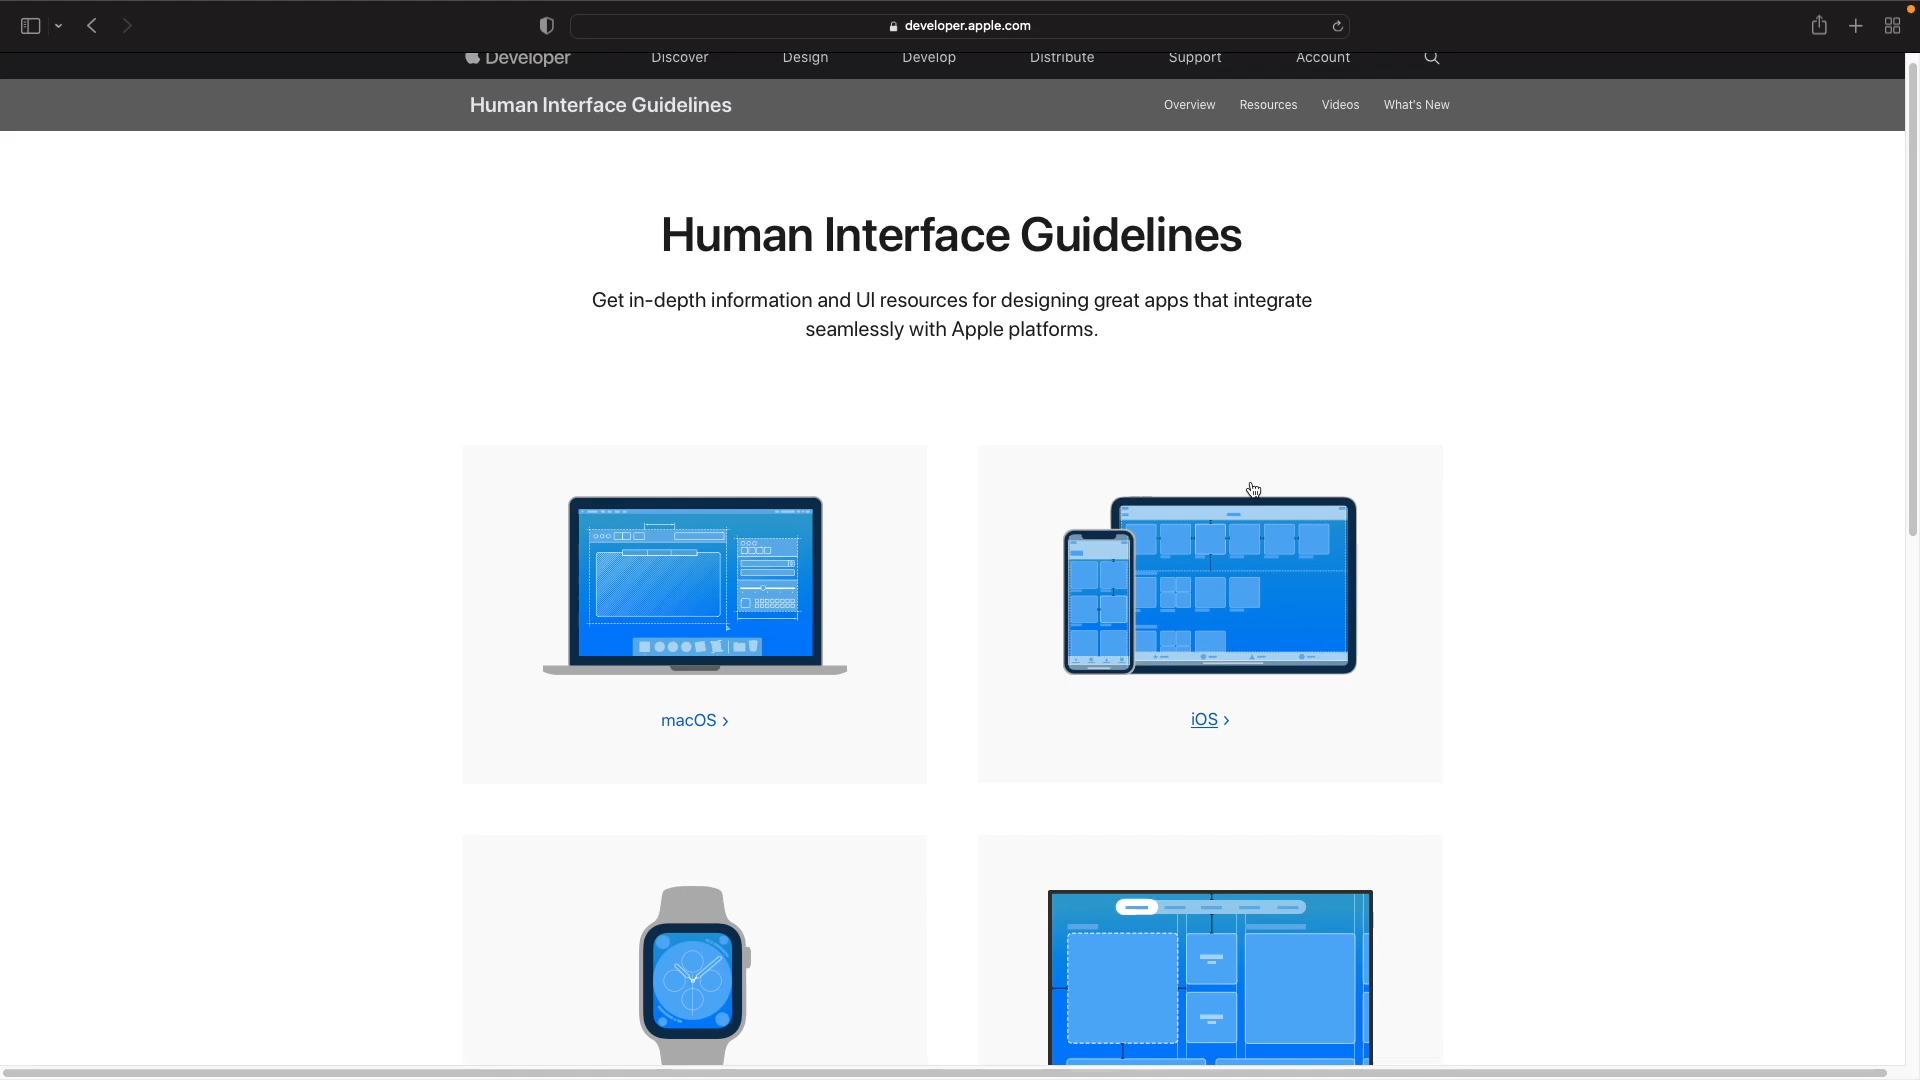 developer.apple.com
Developer
Discover
Design
Develop
Distribute
Support
Account
Human Interface Guidelines
Overview
Resources
Videos
What's New
Human Interface Guidelines
Get in-depth information and UI resources for designing great apps that integrate
seamlessly with Apple platforms.
macOS ›
iOS ›